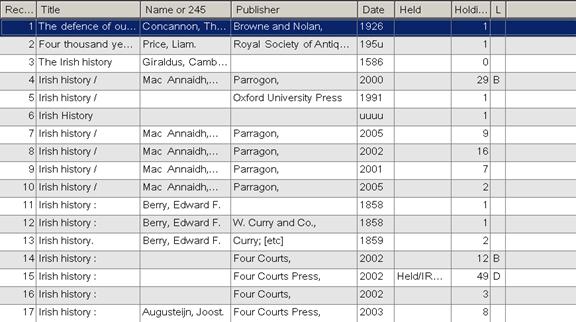 Rec... Title Name or 245 Publisher Date Held Holdi... L
1 The defence of ou... Concannon, Th... Browne and Nolan, 1926 1
2 Four thousand ye... Price, Liam. Royal Society of Antiq... 195u 1
3 The Irish history Giraldus, Camb... 1586 0
4 Irish history / Mac Annaidh,... Parrogon, 2000 29 B
5 Irish history / Oxford University Press 1991 1
6 Irish History uuuu 1
7 Irish history / Mac Annaidh,... Parragon, 2005 9
8 Irish history / Mac Annaidh,... Parragon, 2002 16
9 Irish history / Mac Annaidh,... Parragon, 2001 7
10 Irish history / Mac Annaidh,... Parragon, 2005 2
11 Irish history : Berry, Edward F. 1858 1
12 Irish history : Berry, Edward F. W. Curry and Co., 1858 1
13 Irish history. Berry, Edward F. Curry; [etc] 1859 2
14 Irish history : Four Courts, 2002 12 B
15 Irish history : Four Courts Press, 2002 Held/IR... 49 D
16 Irish history : Four Courts, 2002 3
17 Irish history : Augusteijn, Joost. Four Courts Press, 2003 8